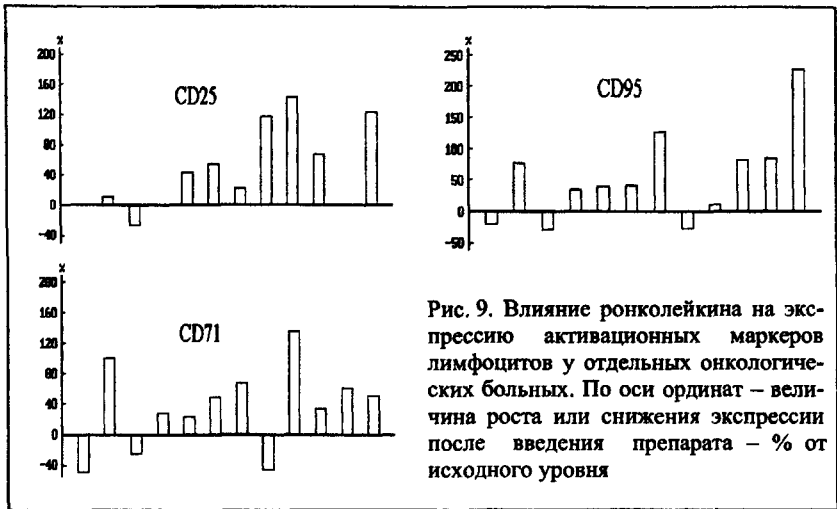 %
200
160
120
80
40
0
-40
CD25
%
250
200
150
100
50
0
-50
CD95
%
200
160
120
80
40
0
-40
CD71
Рис. 9. Влияние ронколейкина на экс-
прессию активационных маркеров
лимфоцитов у отдельных онкологиче-
ских больных. По оси ординат – вели-
чина роста или снижения экспрессии
после введения препарата – % от
исходного уровня